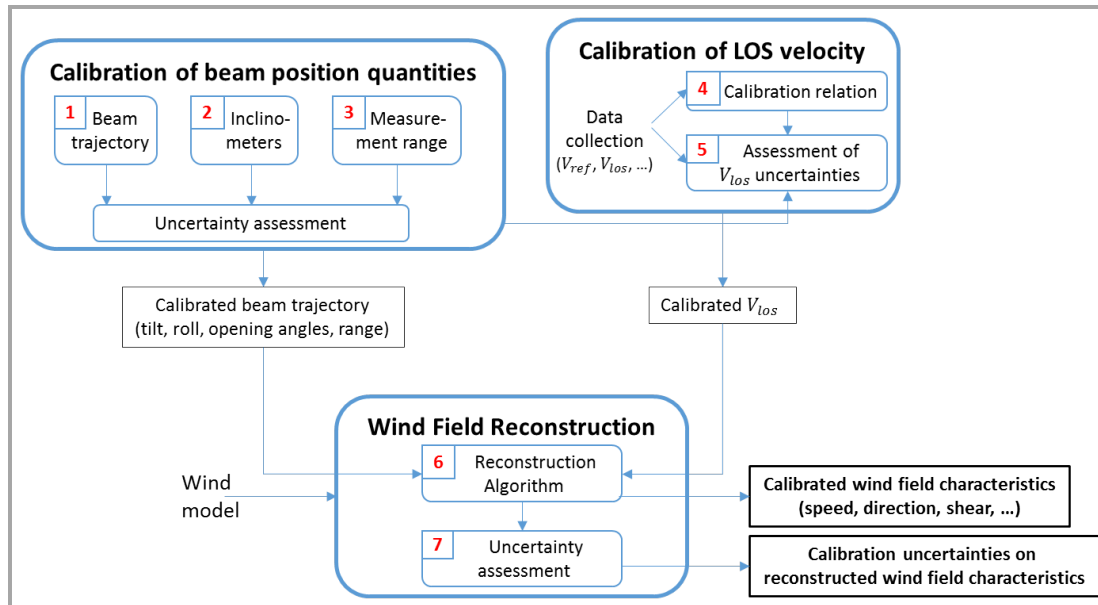 Calibration of beam position quantities
1 Beam
trajectory
2 Inclino-
meters
3 Measure-
ment range
Uncertainty assessment
Calibration of LOS velocity
Data
collection
(V_ref, V_los, ...)
4 Calibration relation
5 Assessment of
V_los uncertainties
Calibrated beam trajectory
(tilt, roll, opening angles, range)
Calibrated V_los
Wind Field Reconstruction
Wind
model
6 Reconstruction
Algorithm
7 Uncertainty
assessment
Calibrated wind field characteristics
(speed, direction, shear, ...)
Calibration uncertainties on
reconstructed wind field characteristics